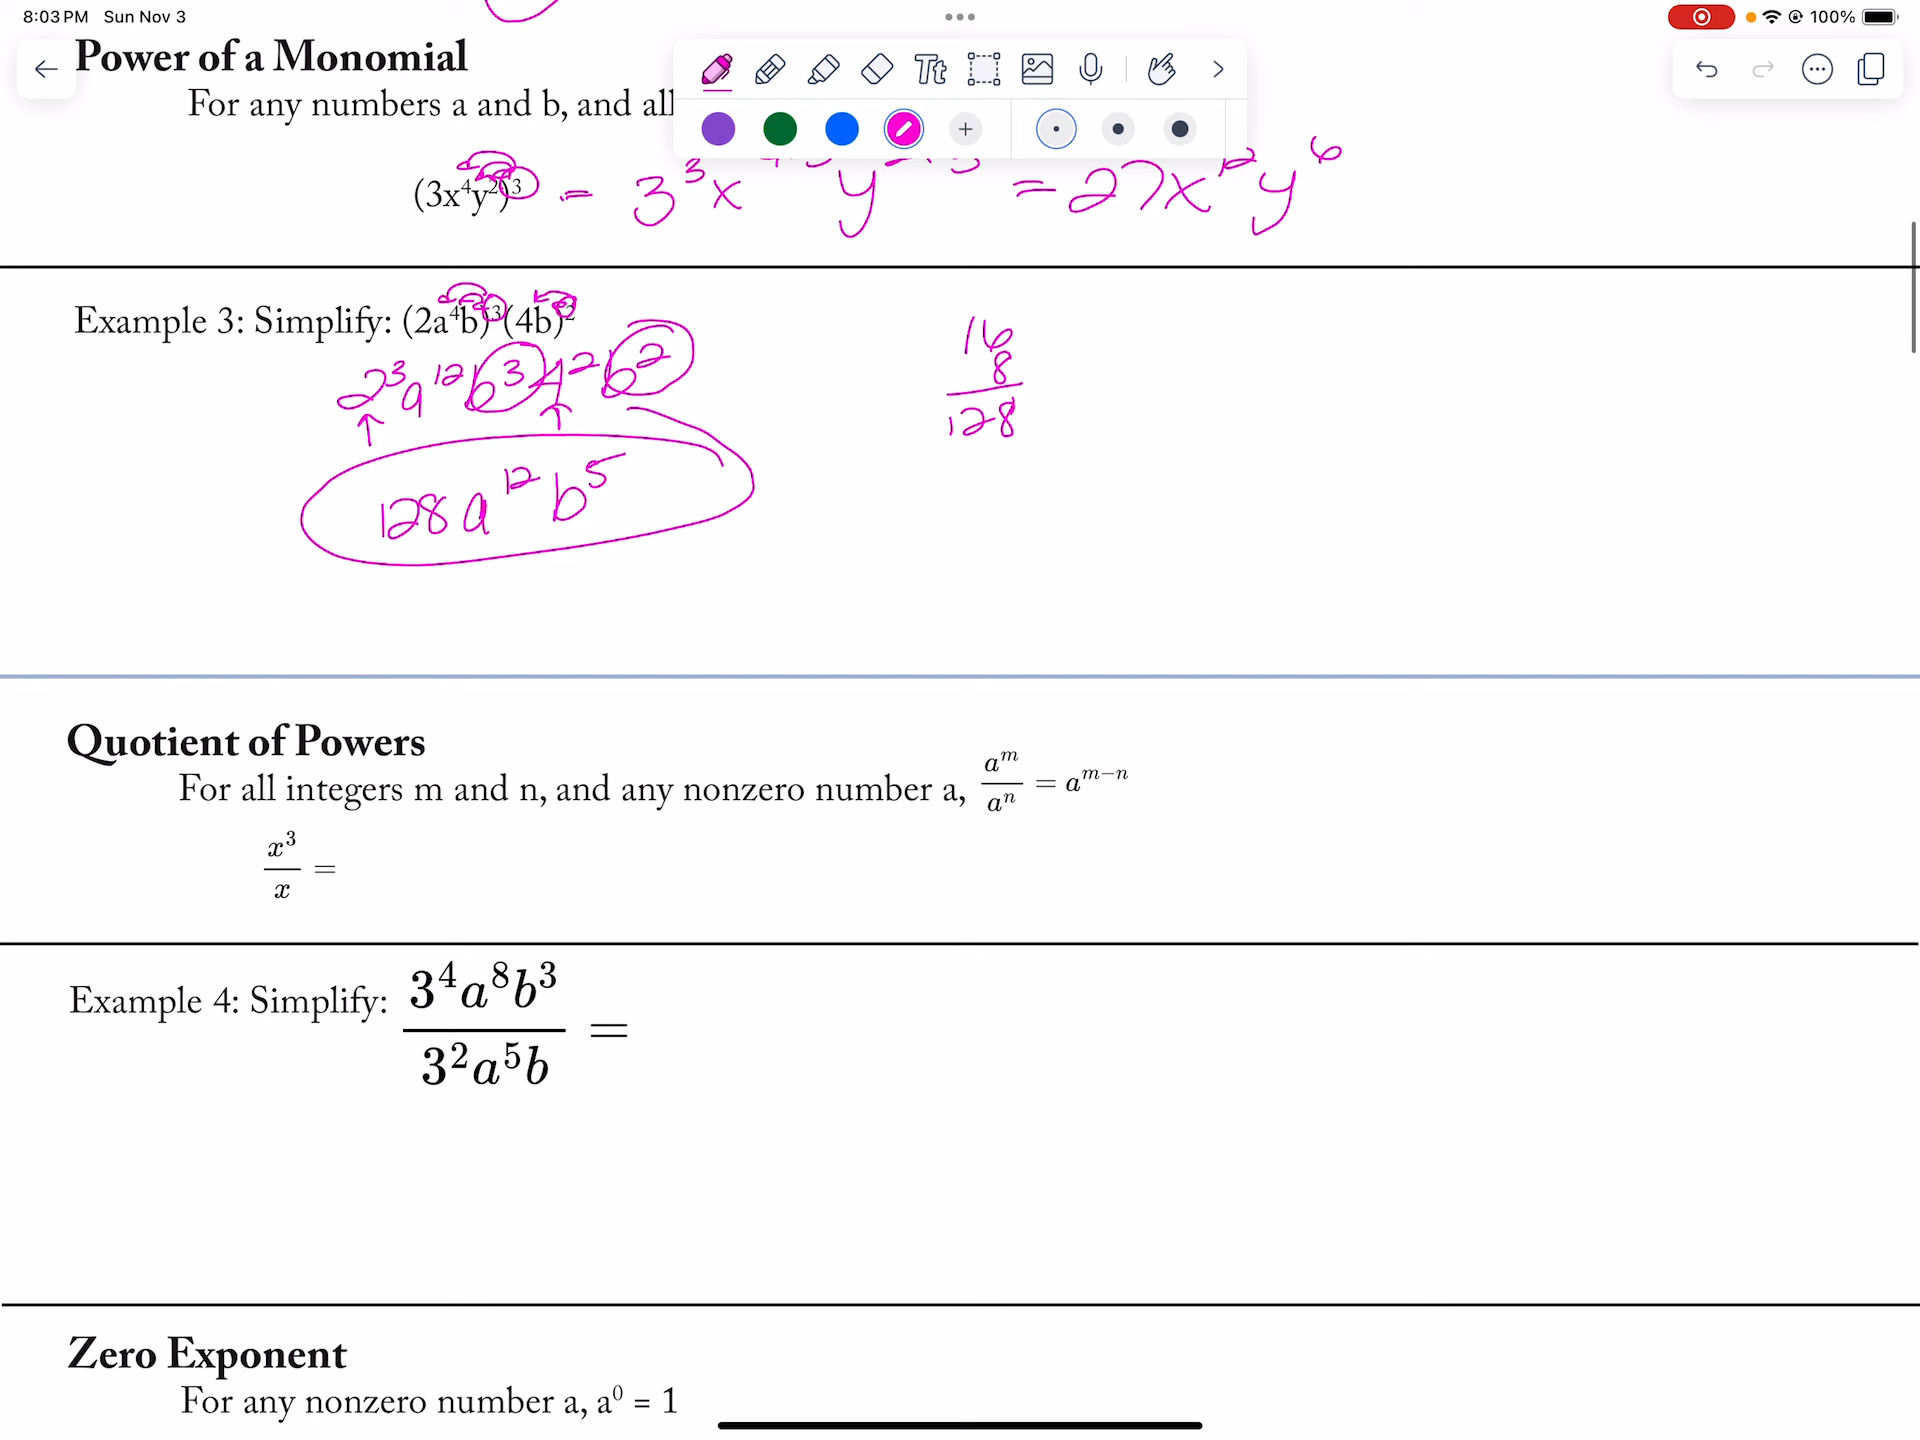 8:03 PM Sun Nov 3
100%
Power of a Monomial
For any numbers a and b, and all
Tt
(3x⁴y²)³ = 3³x y = 27x¹²y⁶
Example 3: Simplify: (2a⁴b)³(4b)²
2³a¹²b³4²b²
128a¹²b⁵
16
8
128
Quotient of Powers
For all integers m and n, and any nonzero number a, aᵐ/aⁿ = aᵐ⁻ⁿ
x³/x =
Example 4: Simplify: 3⁴a⁸b³/3²a⁵b =
Zero Exponent
For any nonzero number a, a⁰ = 1